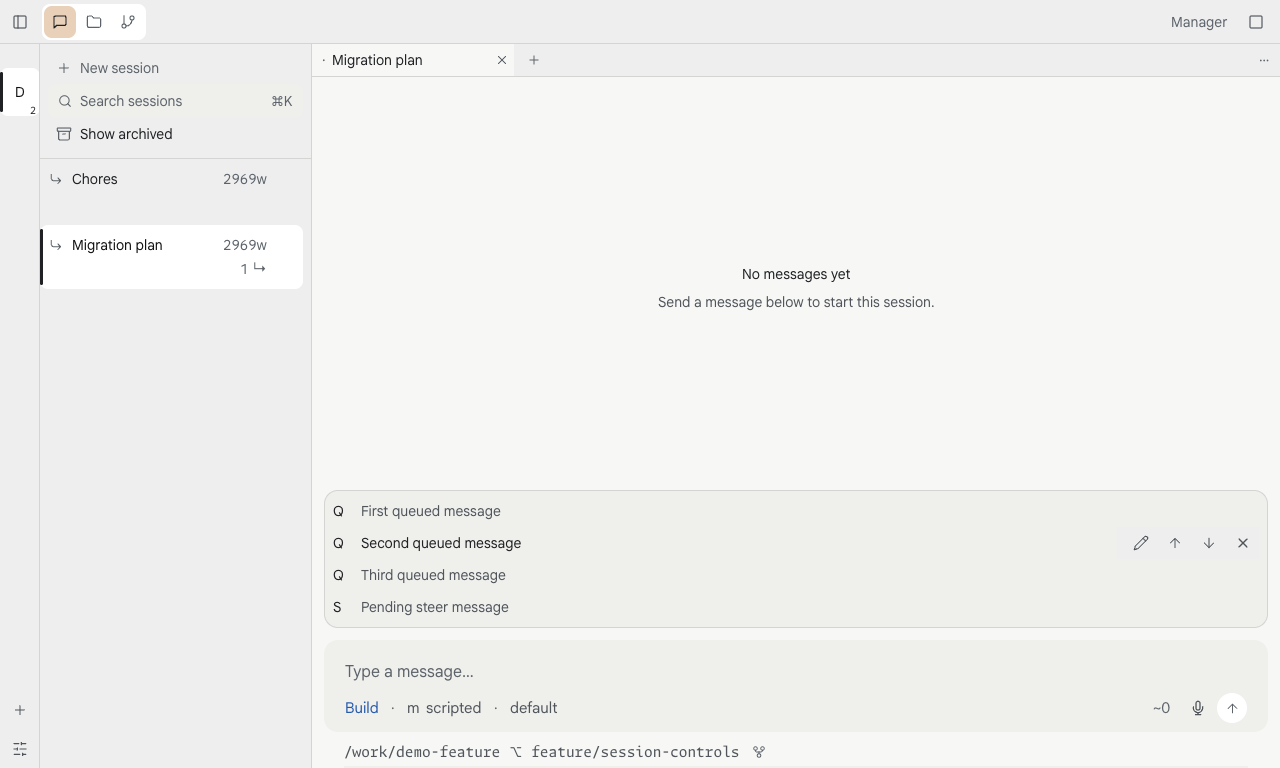 Manager
D
2
New session
Search sessions ⌘K
Show archived
Chores 2969w
Migration plan 2969w
1
· Migration plan
No messages yet
Send a message below to start this session.
Q First queued message
Q Second queued message
Q Third queued message
S Pending steer message
Type a message…
Build · m scripted · default ~0
/work/demo-feature ⌥ feature/session-controls